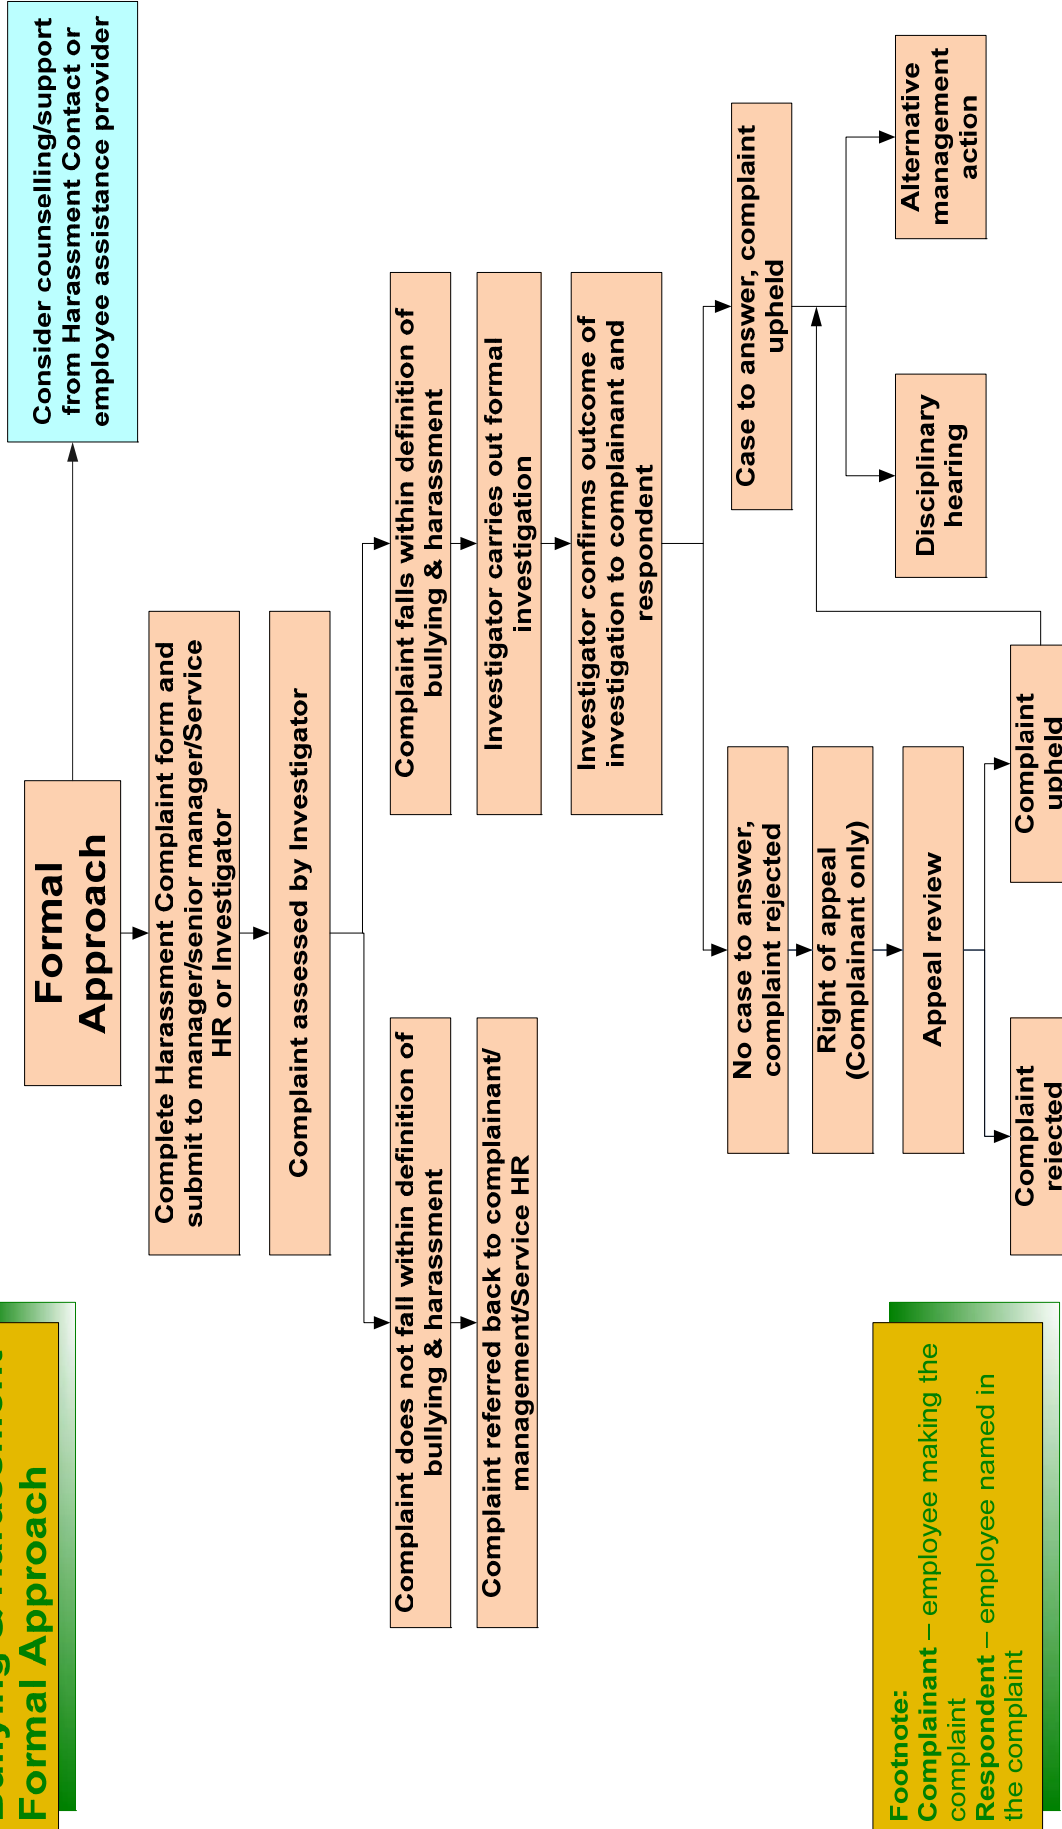 Formal Approach
Consider counselling/support
from Harassment Contact or
employee assistance provider
Formal
Approach
Complete Harassment Complaint form and
submit to manager/senior manager/Service
HR or Investigator
Complaint assessed by Investigator
Complaint does not fall within definition of
bullying & harassment
Complaint referred back to complainant/
management/Service HR
Complaint falls within definition of
bullying & harassment
Investigator carries out formal
investigation
Investigator confirms outcome of
investigation to complainant and
respondent
No case to answer,
complaint rejected
Right of appeal
(Complainant only)
Appeal review
Complaint
rejected
Complaint
upheld
Case to answer, complaint
upheld
Disciplinary
hearing
Alternative
management
action
Footnote:
Complainant – employee making the
complaint
Respondent – employee named in
the complaint